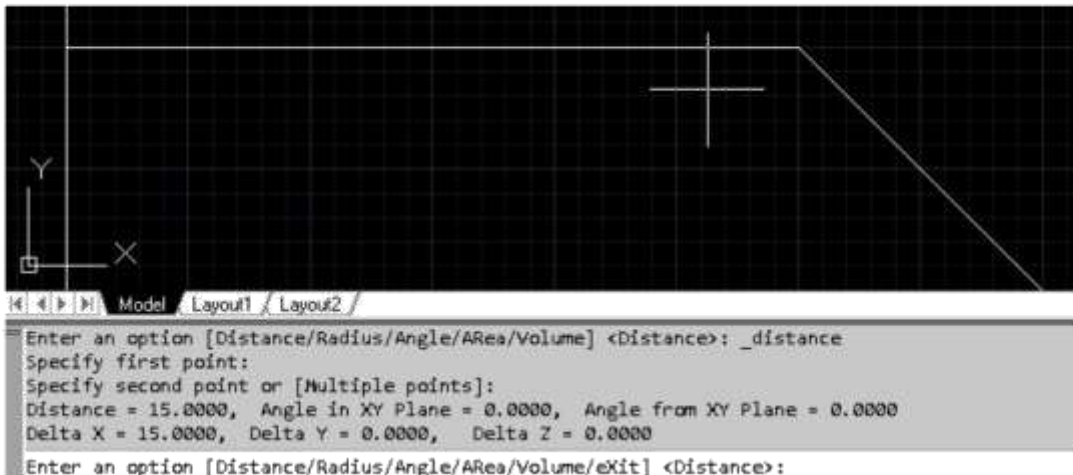 Y
X
Model Layout1 Layout2
Enter an option [Distance/Radius/Angle/ARea/Volume] <Distance>: _distance
Specify first point:
Specify second point or [Multiple points]:
Distance = 15.0000, Angle in XY Plane = 0.0000, Angle from XY Plane = 0.0000
Delta X = 15.0000, Delta Y = 0.0000, Delta Z = 0.0000
Enter an option [Distance/Radius/Angle/ARea/Volume/eXit] <Distance>: